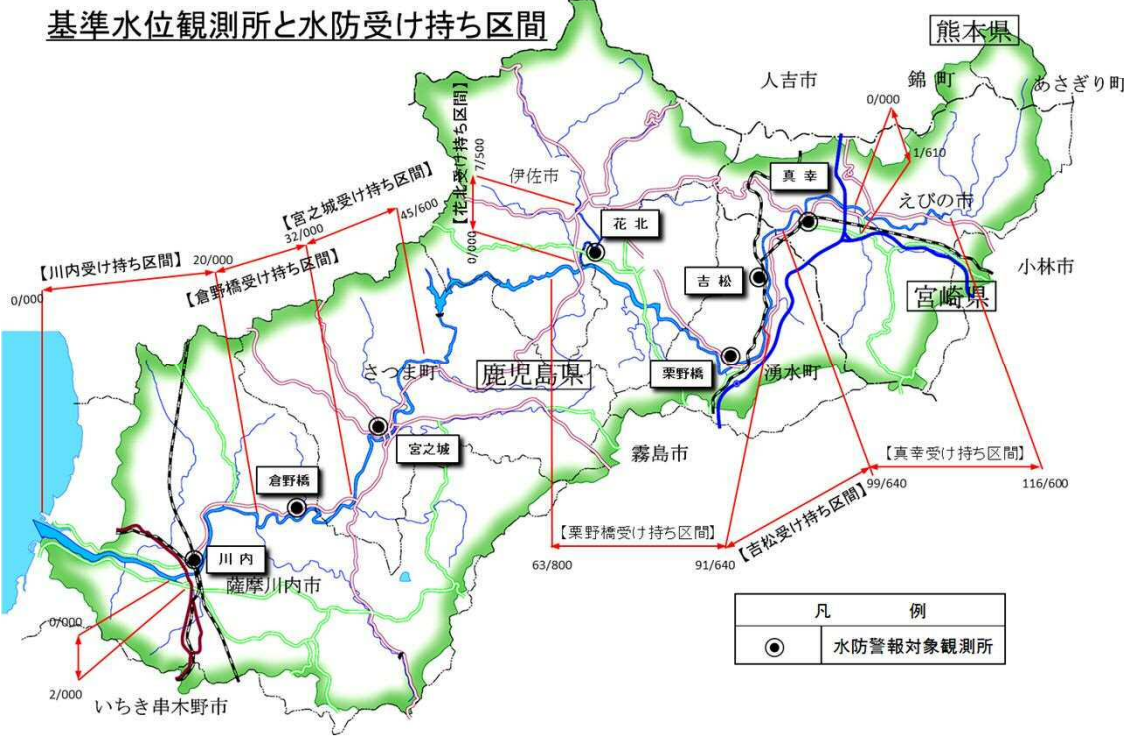 基準水位観測所と水防受け持ち区間
熊本県
人吉市
錦町
あさぎり町
0/000
1/610
真幸
えびの市
小林市
宮崎県
【花北受け持ち区間】
7/500
0/000
伊佐市
花北
吉松
【宮之城受け持ち区間】
32/000
45/600
【川内受け持ち区間】
20/000
【倉野橋受け持ち区間】
0/000
さつま町
鹿児島県
栗野橋
湧水町
宮之城
霧島市
倉野橋
【真幸受け持ち区間】
99/640
116/600
【栗野橋受け持ち区間】
【吉松受け持ち区間】
63/800
91/640
川内
薩摩川内市
0/000
2/000
いちき串木野市
凡例
水防警報対象観測所